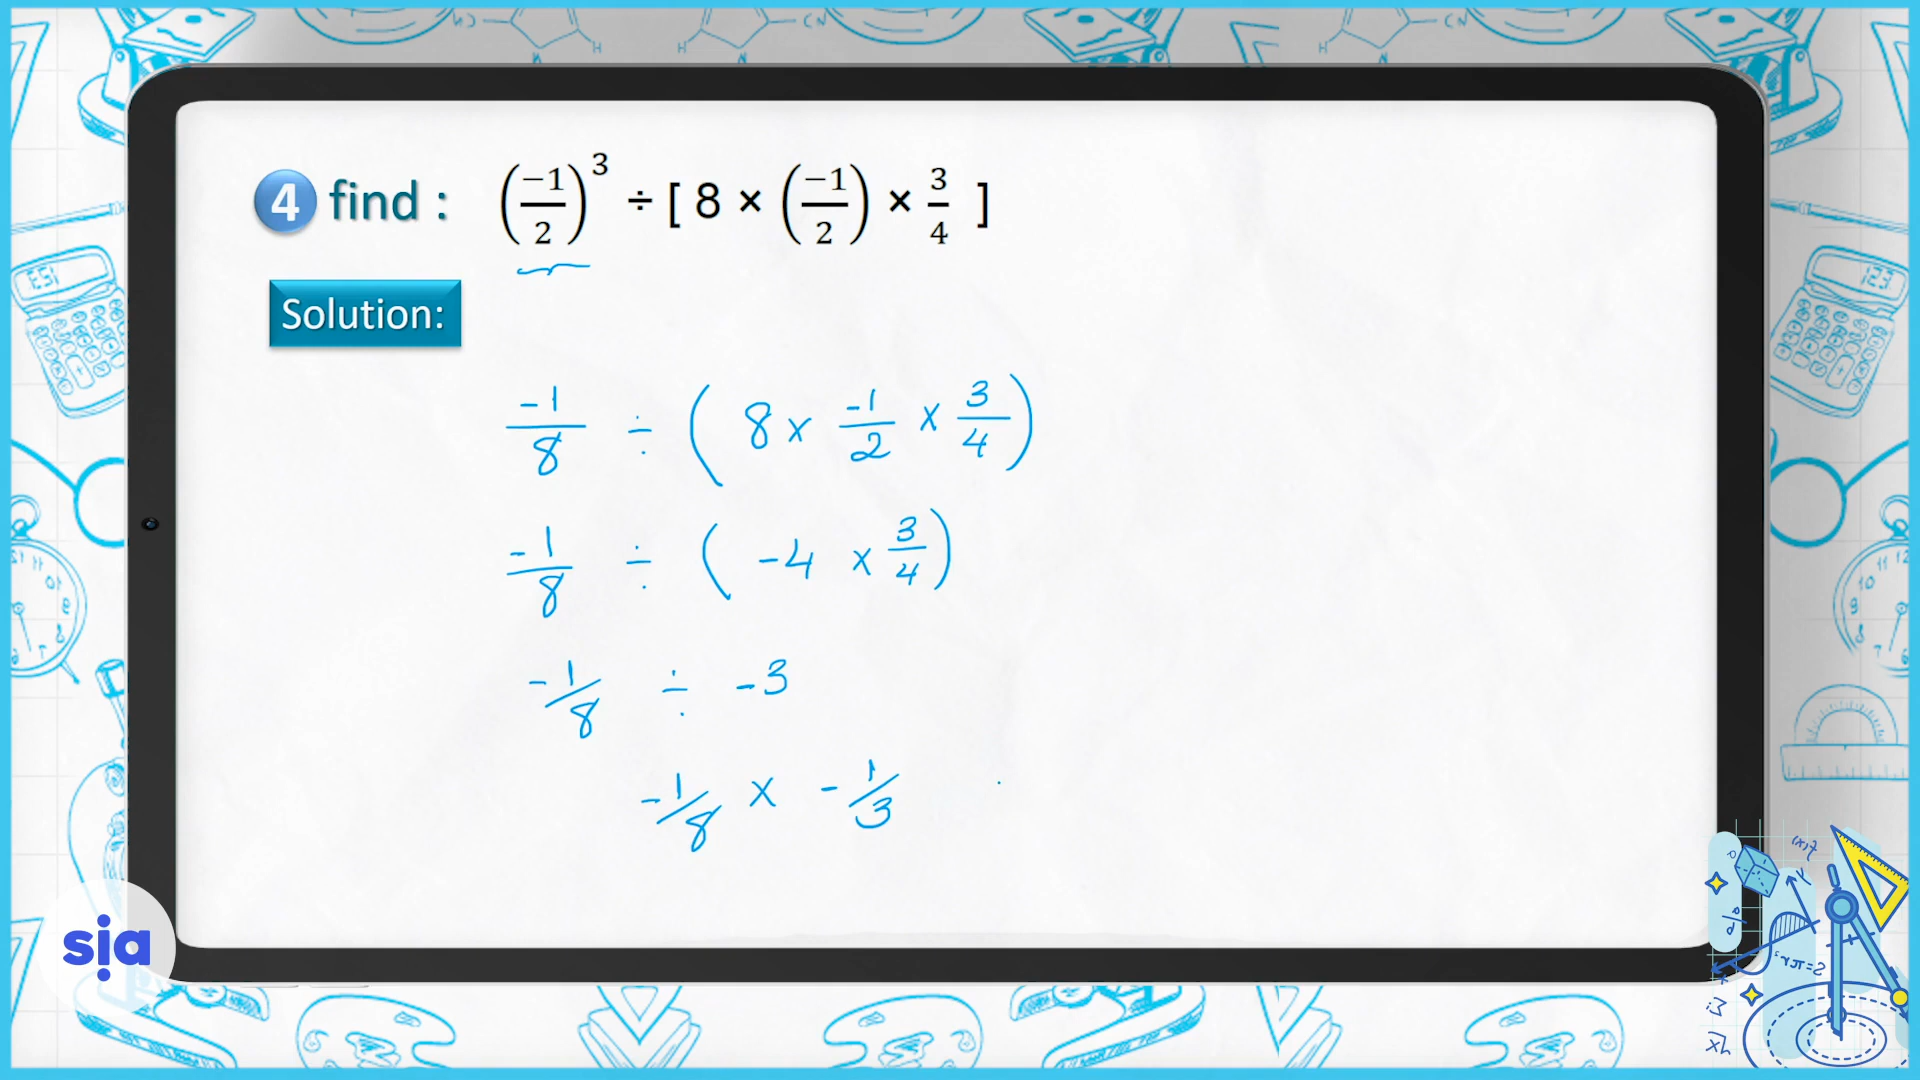 4 find : (-1/2)^3 ÷ [ 8 × (-1/2) × 3/4 ]
Solution:
-1/8 ÷ ( 8 × -1/2 × 3/4 )
-1/8 ÷ ( -4 × 3/4 )
-1/8 ÷ -3
-1/8 × -1/3
sia